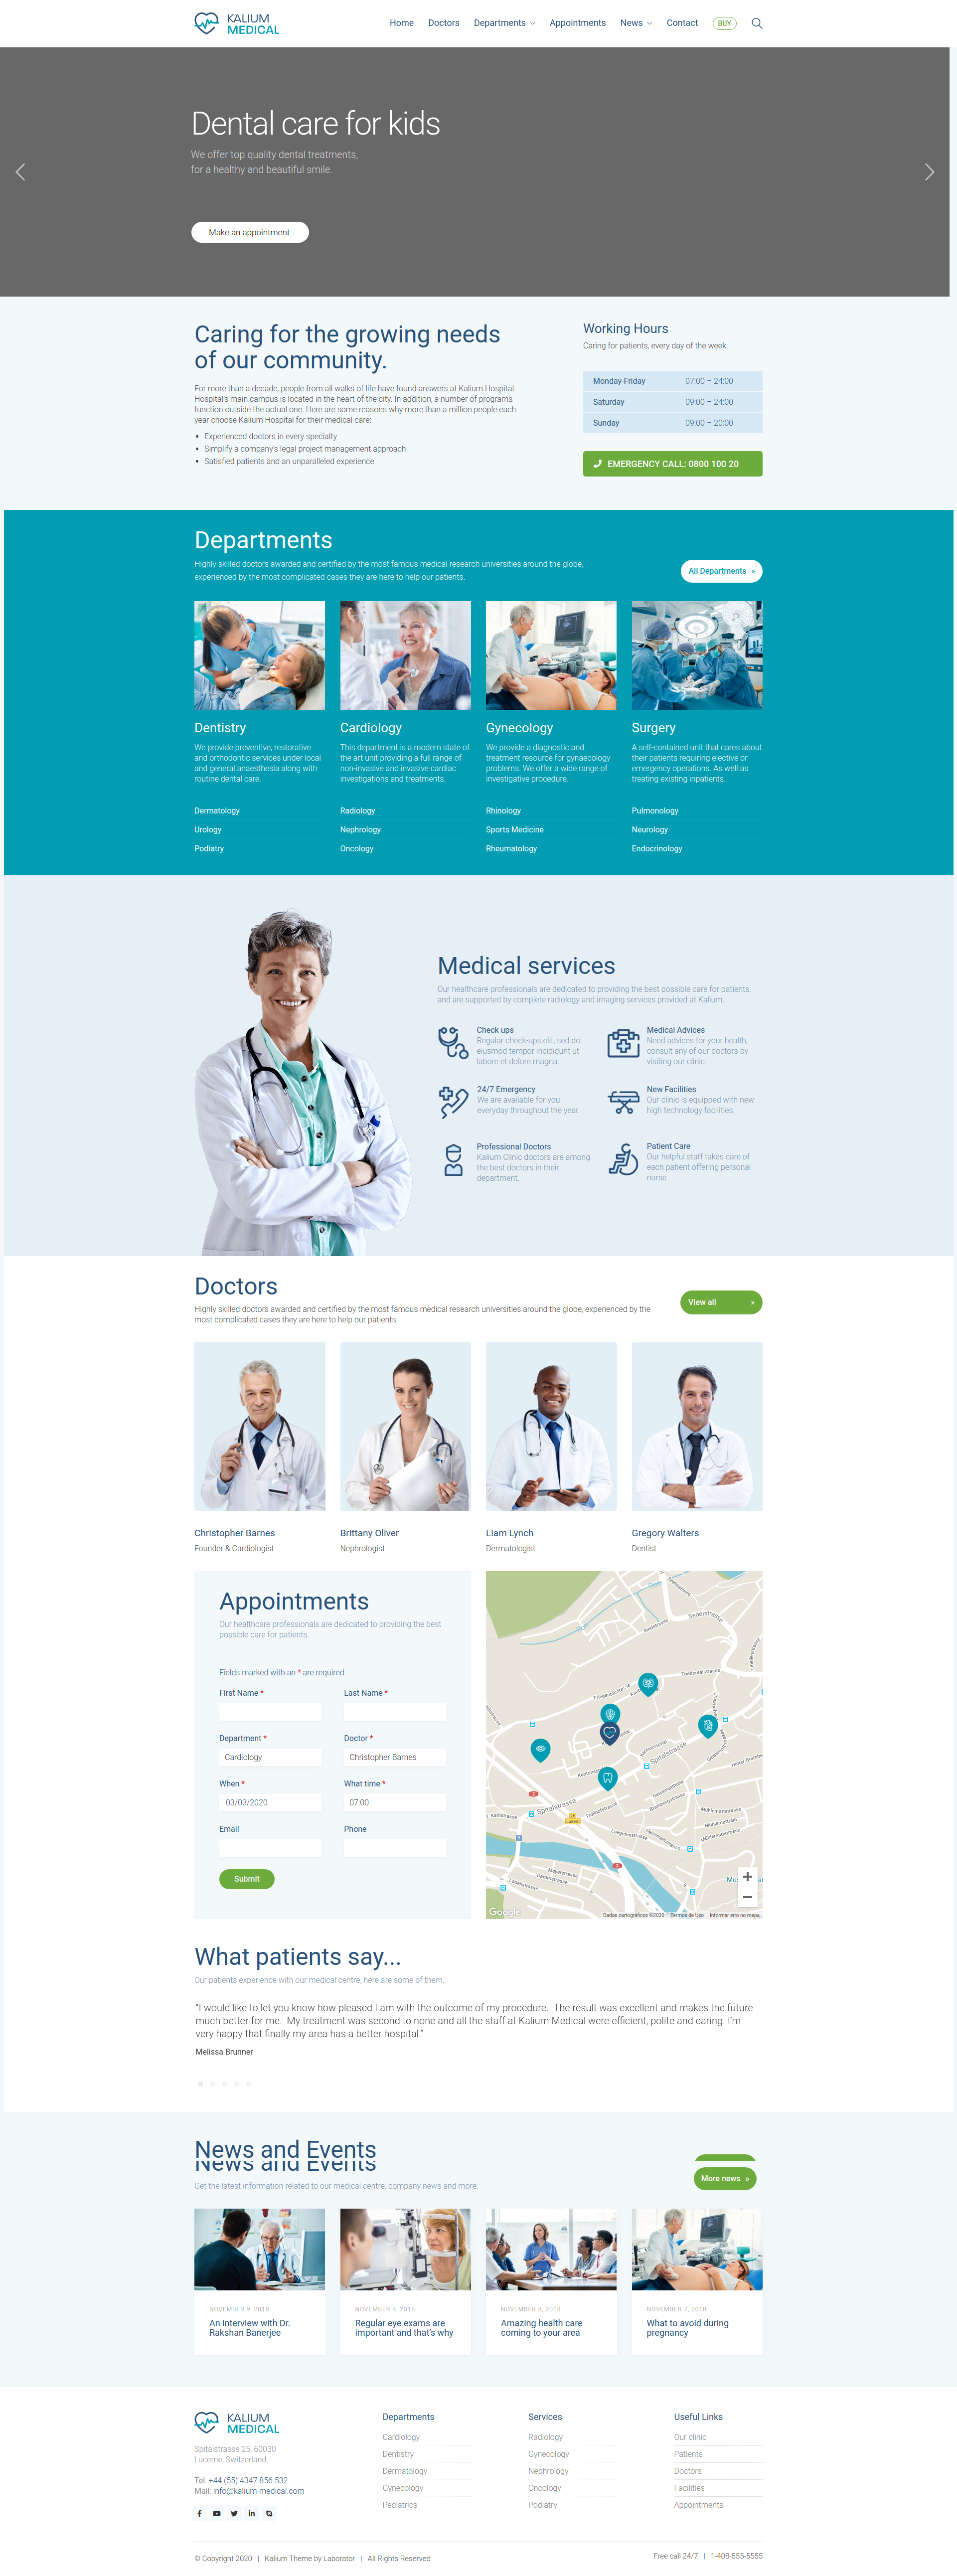 KALIUM
MEDICAL
Home Doctors Departments Appointments News Contact BUY
Dental care for kids
We offer top quality dental treatments,
for a healthy and beautiful smile.
Make an appointment
Caring for the growing needs
of our community.
For more than a decade, people from all walks of life have found answers at Kalium Hospital.
Hospital's main campus is located in the heart of the city. In addition, a number of programs
function outside the actual one. Here are some reasons why more than a million people each
year choose Kalium Hospital for their medical care:
• Experienced doctors in every specialty
• Simplify a company's legal project management approach
• Satisfied patients and an unparalleled experience
Working Hours
Caring for patients, every day of the week.
Monday-Friday 07:00 – 24:00
Saturday 09:00 – 24:00
Sunday 09:00 – 20:00
EMERGENCY CALL: 0800 100 20
Departments
Highly skilled doctors awarded and certified by the most famous medical research universities around the globe,
experienced by the most complicated cases they are here to help our patients.
All Departments »
Dentistry
We provide preventive, restorative
and orthodontic services under local
and general anaesthesia along with
routine dental care.
Dermatology
Urology
Podiatry
Cardiology
This department is a modern state of
the art unit providing a full range of
non-invasive and invasive cardiac
investigations and treatments.
Radiology
Nephrology
Oncology
Gynecology
We provide a diagnostic and
treatment resource for gynaecology
problems. We offer a wide range of
investigative procedure.
Rhinology
Sports Medicine
Rheumatology
Surgery
A self-contained unit that cares about
their patients requiring elective or
emergency operations. As well as
treating existing inpatients.
Pulmonology
Neurology
Endocrinology
Medical services
Our healthcare professionals are dedicated to providing the best possible care for patients,
and are supported by complete radiology and imaging services provided at Kalium.
Check ups
Regular check-ups elit, sed do
eiusmod tempor incididunt ut
labore et dolore magna.
Medical Advices
Need advices for your health,
consult any of our doctors by
visiting our clinic.
24/7 Emergency
We are available for you
everyday throughout the year.
New Facilities
Our clinic is equipped with new
high technology facilities.
Professional Doctors
Kalium Clinic doctors are among
the best doctors in their
department.
Patient Care
Our helpful staff takes care of
each patient offering personal
nurse.
Doctors
Highly skilled doctors awarded and certified by the most famous medical research universities around the globe, experienced by the
most complicated cases they are here to help our patients.
View all »
Christopher Barnes
Founder & Cardiologist
Brittany Oliver
Nephrologist
Liam Lynch
Dermatologist
Gregory Walters
Dentist
Appointments
Our healthcare professionals are dedicated to providing the best
possible care for patients.
Fields marked with an * are required
First Name * Last Name *
Department * Doctor *
Cardiology Christopher Barnes
When * What time *
03/03/2020 07:00
Email Phone
Submit
Sedelstrasse
Friedentalstrasse
Spitalstrasse
Spitalstrasse
Google
Dados cartográficos ©2020 Termos de Uso Informar erro no mapa
What patients say...
Our patients experience with our medical centre, here are some of them.
"I would like to let you know how pleased I am with the outcome of my procedure. The result was excellent and makes the future
much better for me. My treatment was second to none and all the staff at Kalium Medical were efficient, polite and caring. I'm
very happy that finally my area has a better hospital."
Melissa Brunner
News and Events
News and Events
Get the latest information related to our medical centre, company news and more.
More news »
NOVEMBER 9, 2018
An interview with Dr.
Rakshan Banerjee
NOVEMBER 8, 2018
Regular eye exams are
important and that's why
NOVEMBER 8, 2018
Amazing health care
coming to your area
NOVEMBER 7, 2018
What to avoid during
pregnancy
KALIUM
MEDICAL
Spitalstrasse 25, 60030
Lucerne, Switzerland
Tel: +44 (55) 4347 856 532
Mail: info@kalium-medical.com
Departments
Cardiology
Dentistry
Dermatology
Gynecology
Pediatrics
Services
Radiology
Gynecology
Nephrology
Oncology
Podiatry
Useful Links
Our clinic
Patients
Doctors
Facilities
Appointments
© Copyright 2020 | Kalium Theme by Laborator | All Rights Reserved
Free call 24/7 | 1-408-555-5555